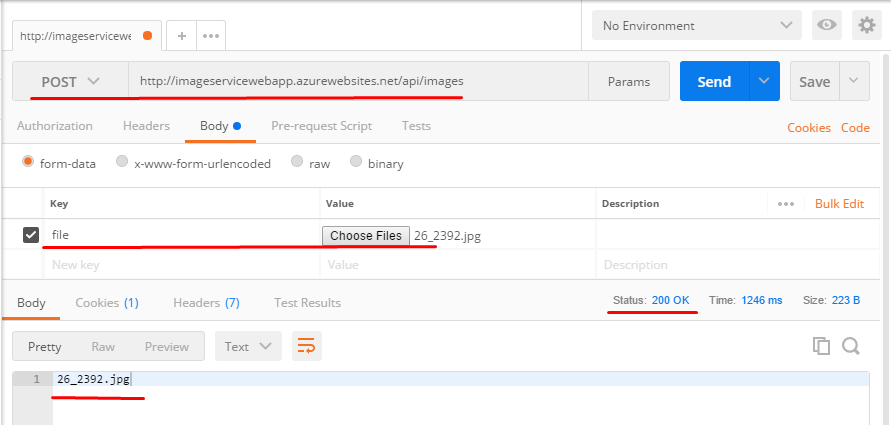 No Environment
http://imageservicewe
+ •••
POST http://imageservicewebapp.azurewebsites.net/api/images Params Send Save
Authorization Headers Body Pre-request Script Tests Cookies Code
form-data x-www-form-urlencoded raw binary
Key Value Description ••• Bulk Edit
file Choose Files 26_2392.jpg
New key Value Description
Body Cookies (1) Headers (7) Test Results Status: 200 OK Time: 1246 ms Size: 223 B
Pretty Raw Preview Text
1 26_2392.jpg